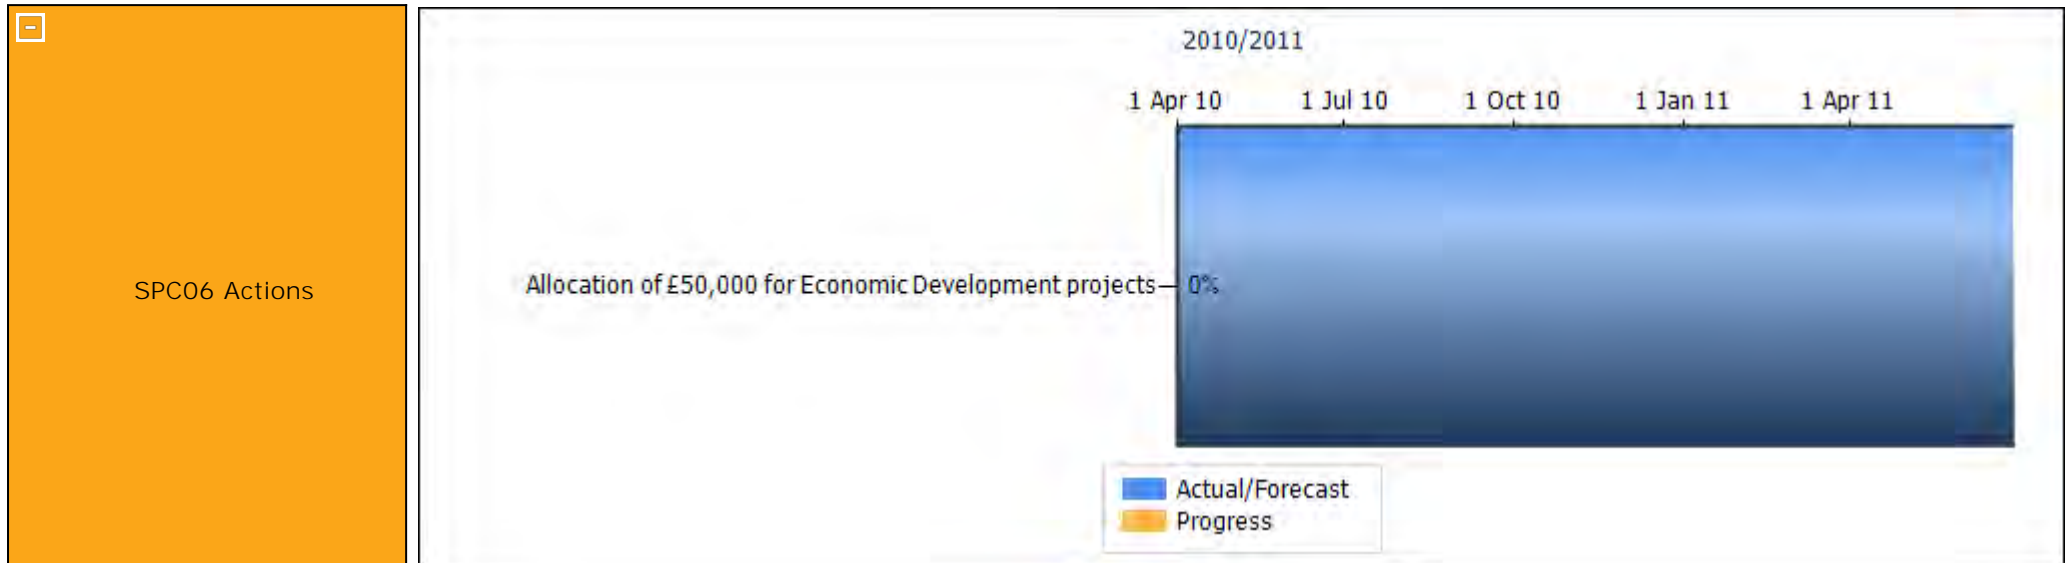 SPC06 Actions
2010/2011
1 Apr 10 1 Jul 10 1 Oct 10 1 Jan 11 1 Apr 11
Allocation of £50,000 for Economic Development projects 0%
Actual/Forecast
Progress